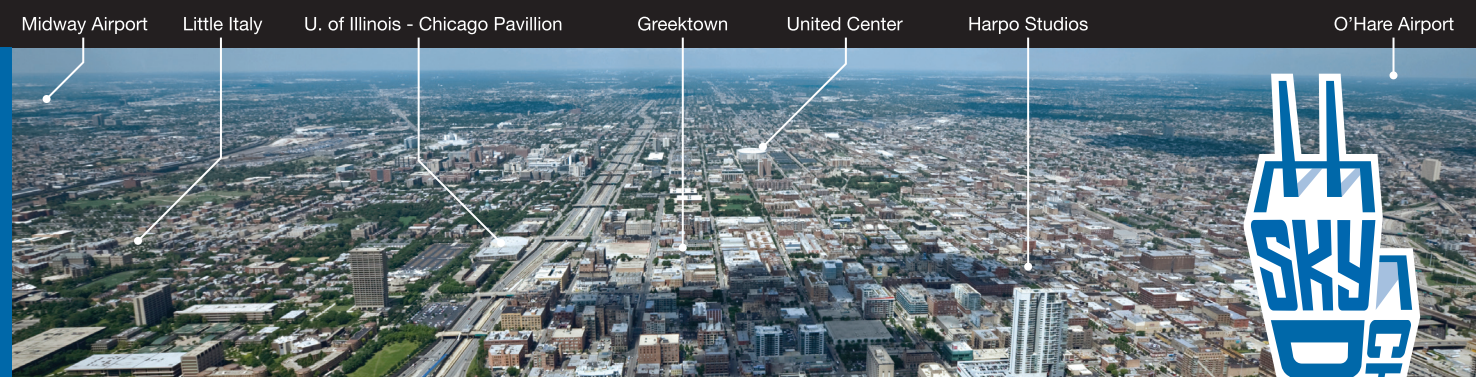 Midway Airport Little Italy U. of Illinois - Chicago Pavillion Greektown United Center Harpo Studios O'Hare Airport
SKY
D